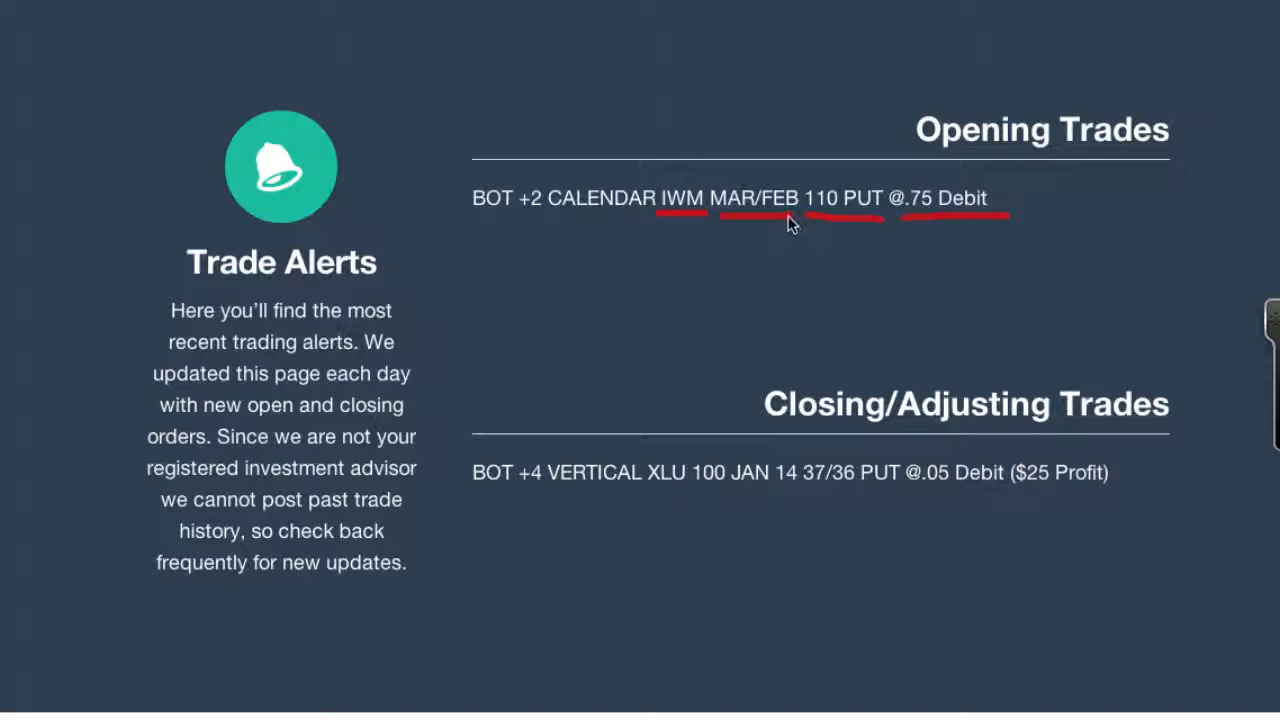 Trade Alerts
Here you'll find the most
recent trading alerts. We
updated this page each day
with new open and closing
orders. Since we are not your
registered investment advisor
we cannot post past trade
history, so check back
frequently for new updates.
Opening Trades
BOT +2 CALENDAR IWM MAR/FEB 110 PUT @.75 Debit
Closing/Adjusting Trades
BOT +4 VERTICAL XLU 100 JAN 14 37/36 PUT @.05 Debit ($25 Profit)